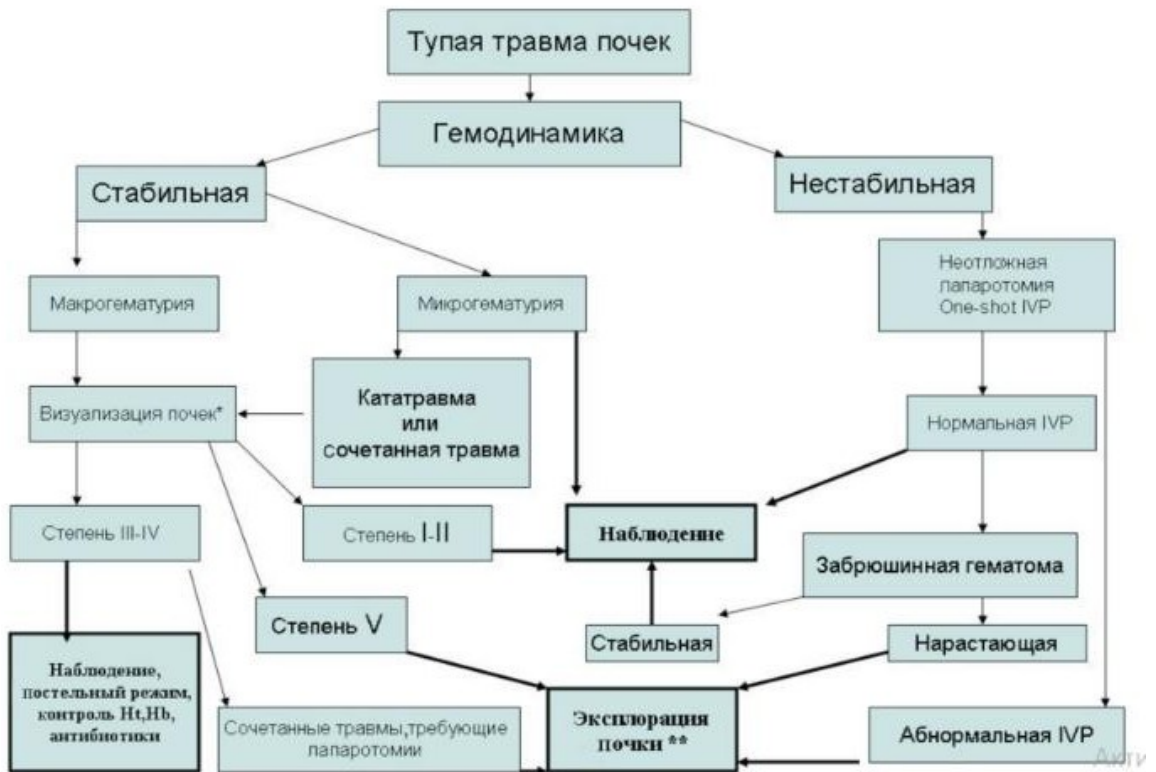 Тупая травма почек
Гемодинамика
Стабильная
Нестабильная
Макрогематурия
Микрогематурия
Неотложная
лапаротомия
One-shot IVP
Визуализация почек*
Кататравма
или
сочетанная травма
Нормальная IVP
Степень III-IV
Степень I-II
Наблюдение
Забрюшинная гематома
Степень V
Стабильная
Нарастающая
Наблюдение,
постельный режим,
контроль Ht,Hb,
антибиотики
Сочетанные травмы,требующие
лапаротомии
Эксплорация
почки **
Абнормальная IVP